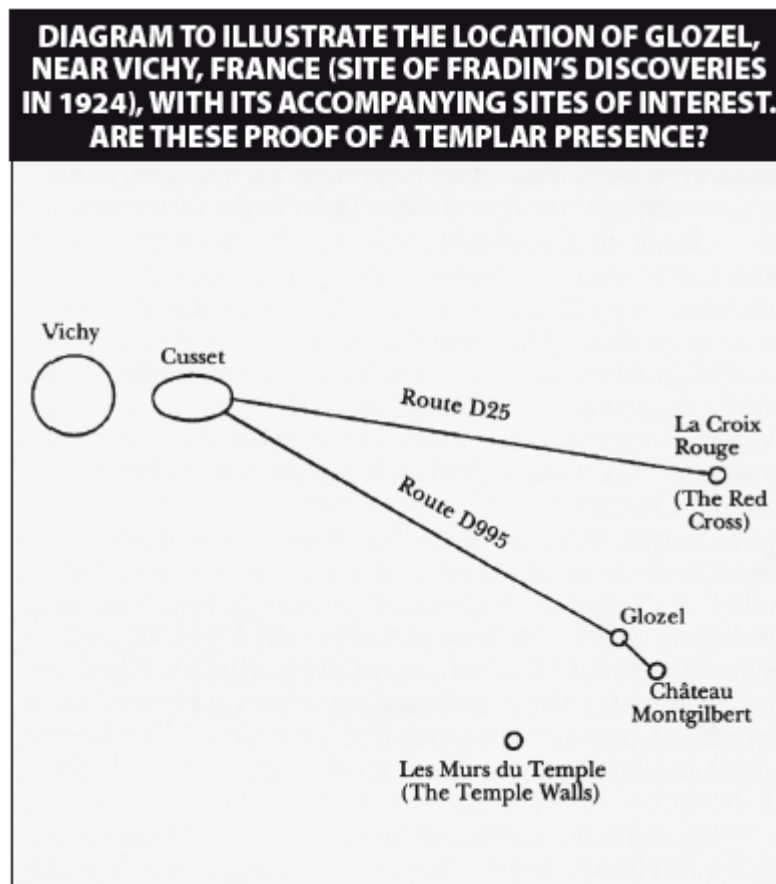 DIAGRAM TO ILLUSTRATE THE LOCATION OF GLOZEL,
NEAR VICHY, FRANCE (SITE OF FRADIN'S DISCOVERIES
IN 1924), WITH ITS ACCOMPANYING SITES OF INTEREST.
ARE THESE PROOF OF A TEMPLAR PRESENCE?
Vichy
Cusset
Route D25
La Croix
Rouge
(The Red
Cross)
Route D995
Glozel
Château
Montgilbert
Les Murs du Temple
(The Temple Walls)